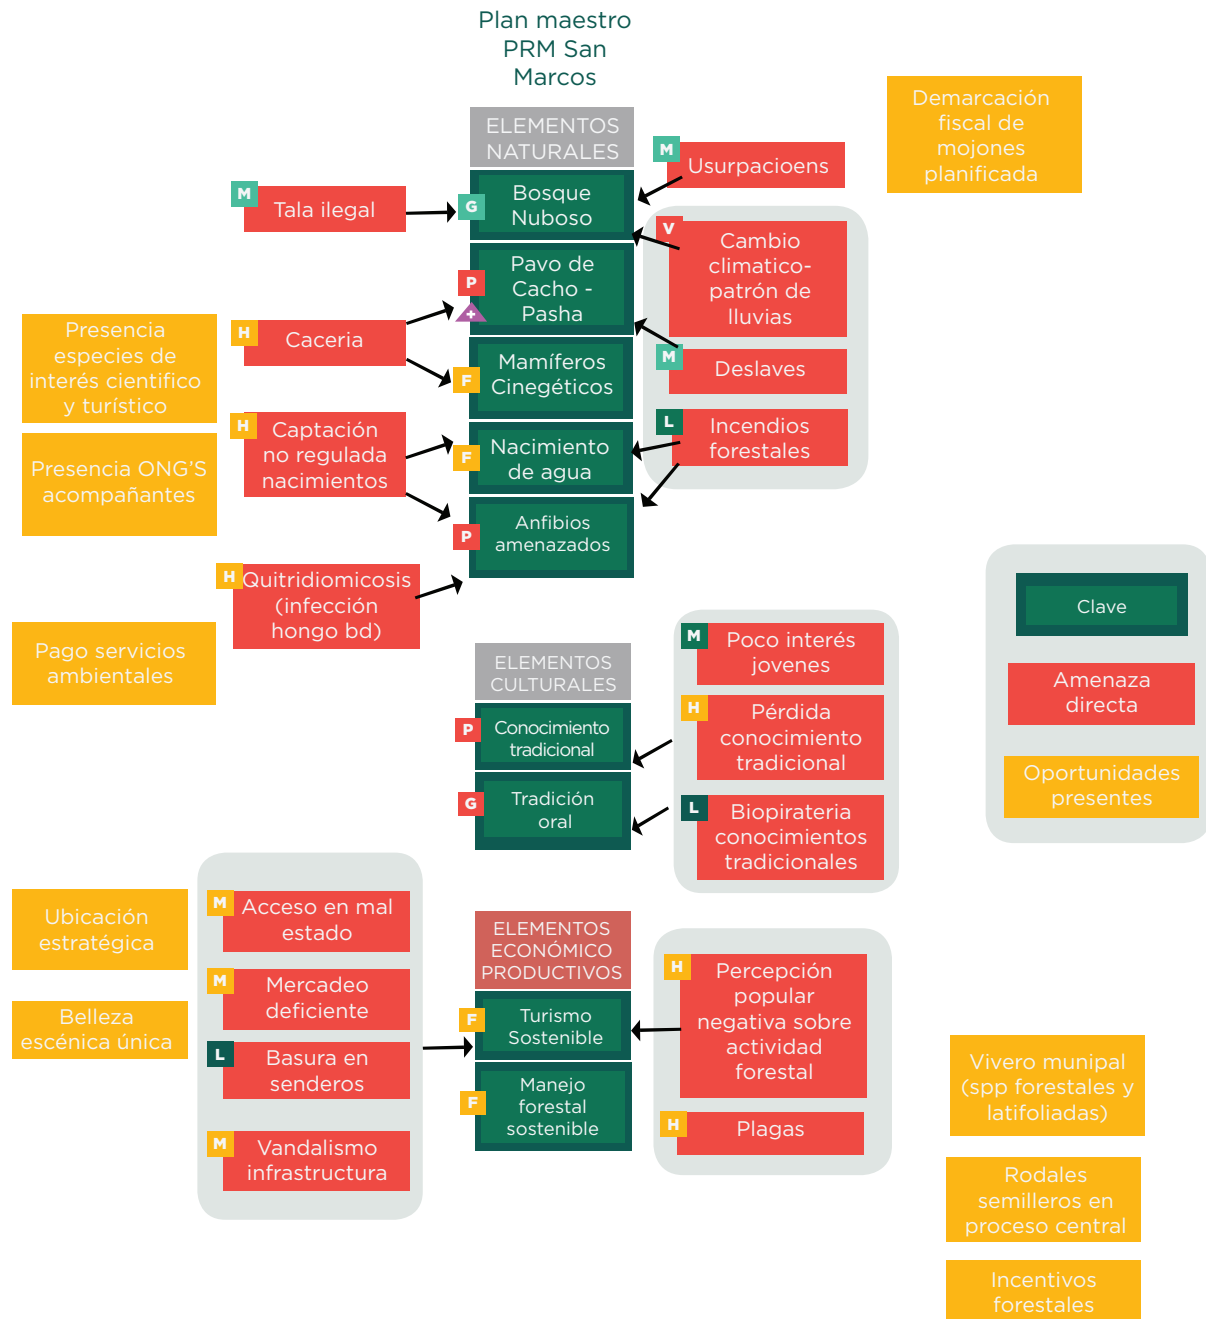 Plan maestro
PRM San
Marcos
Demarcación
fiscal de
mojones
planificada
ELEMENTOS
NATURALES
M
Usurpacioens
M
Tala ilegal
G
Bosque
Nuboso
V
Cambio
climatico-
patrón de
lluvias
P
Pavo de
Cacho -
Pasha
+
H
Caceria
M
Deslaves
Presencia
especies de
interés cientifico
y turístico
F
Mamíferos
Cinegéticos
H
Captación
no regulada
nacimientos
L
Incendios
forestales
F
Nacimiento
de agua
Presencia ONG'S
acompañantes
P
Anfibios
amenazados
H
Quitridiomicosis
(infección
hongo bd)
Clave
Amenaza
directa
Oportunidades
presentes
Pago servicios
ambientales
ELEMENTOS
CULTURALES
M
Poco interés
jovenes
P
Conocimiento
tradicional
H
Pérdida
conocimiento
tradicional
G
Tradición
oral
L
Biopirateria
conocimientos
tradicionales
Ubicación
estratégica
M
Acceso en mal
estado
ELEMENTOS
ECONÓMICO
PRODUCTIVOS
H
Percepción
popular
negativa sobre
actividad
forestal
M
Mercadeo
deficiente
Belleza
escénica única
F
Turismo
Sostenible
L
Basura en
senderos
F
Manejo
forestal
sostenible
H
Plagas
M
Vandalismo
infrastructura
Vivero munipal
(spp forestales y
latifoliadas)
Rodales
semilleros en
proceso central
Incentivos
forestales